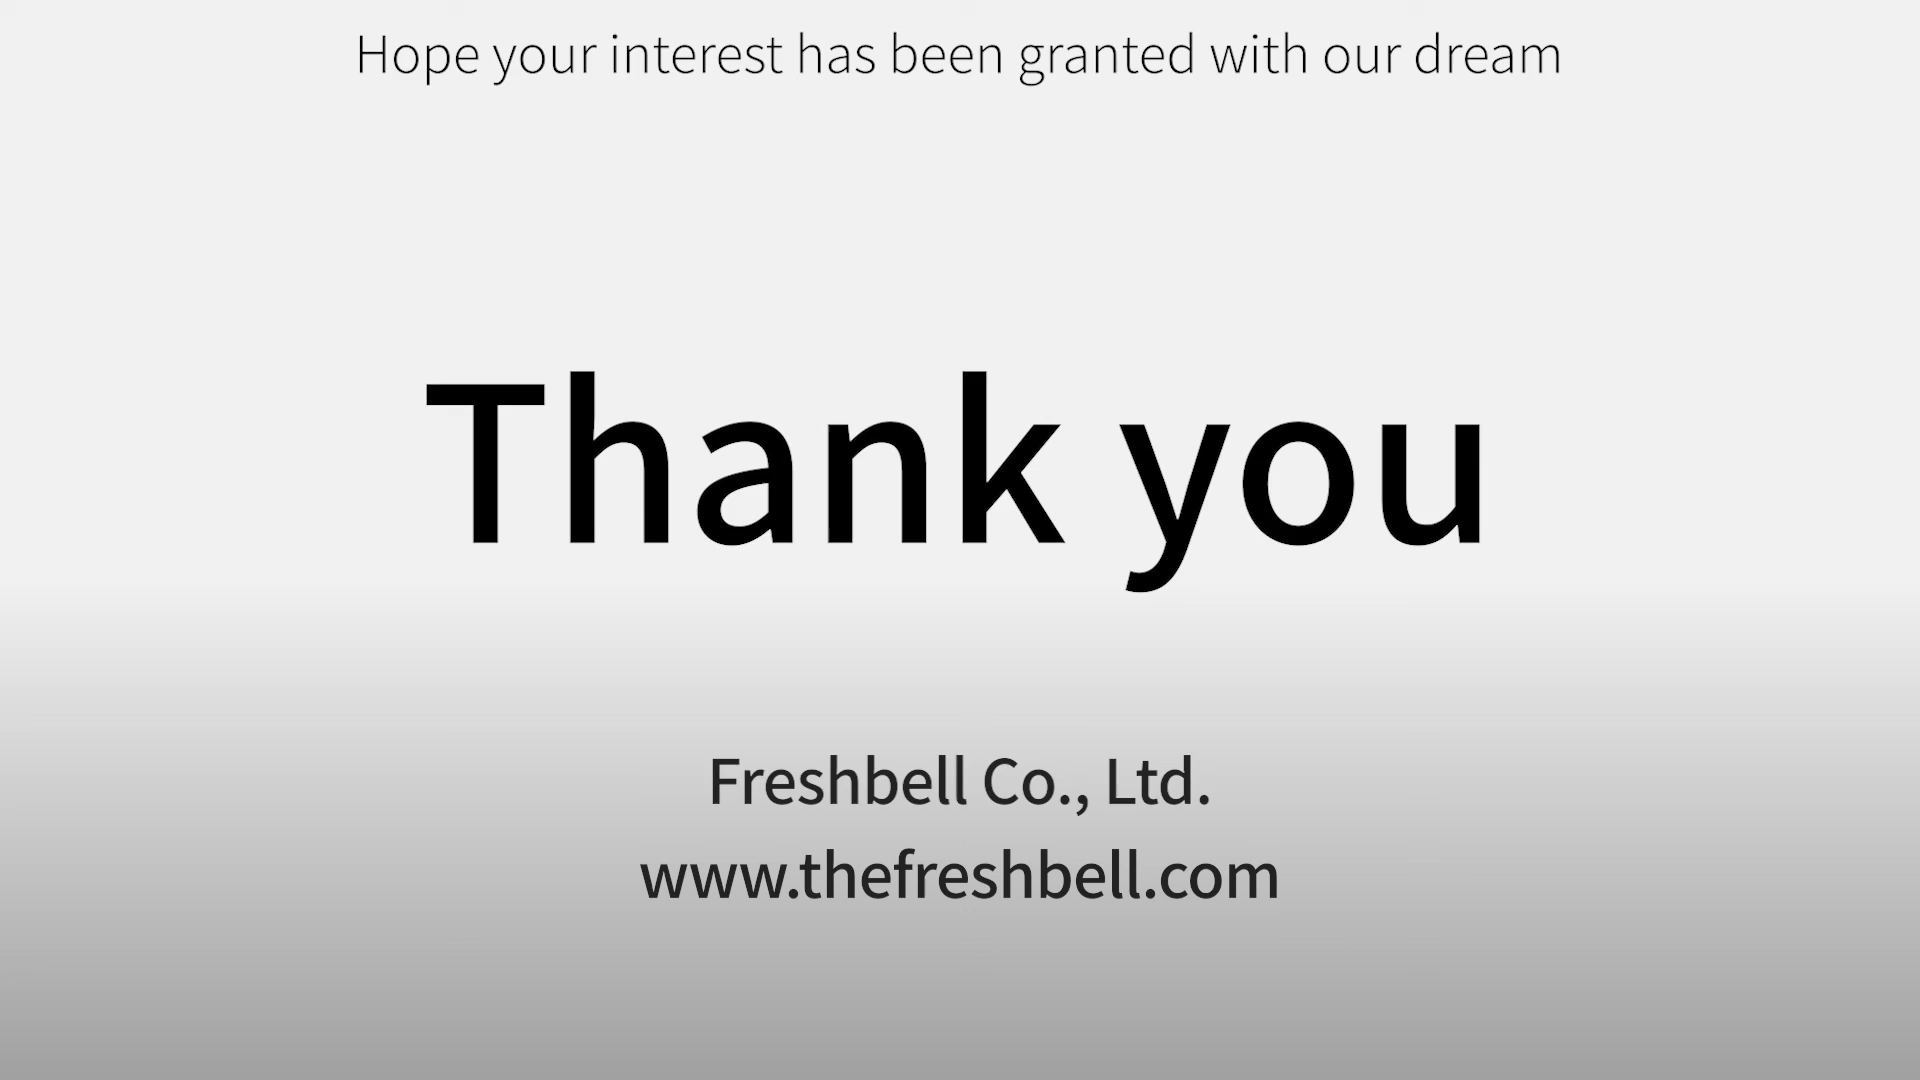 Hope your interest has been granted with our dream
Thank you
Freshbell Co., Ltd.
www.thefreshbell.com